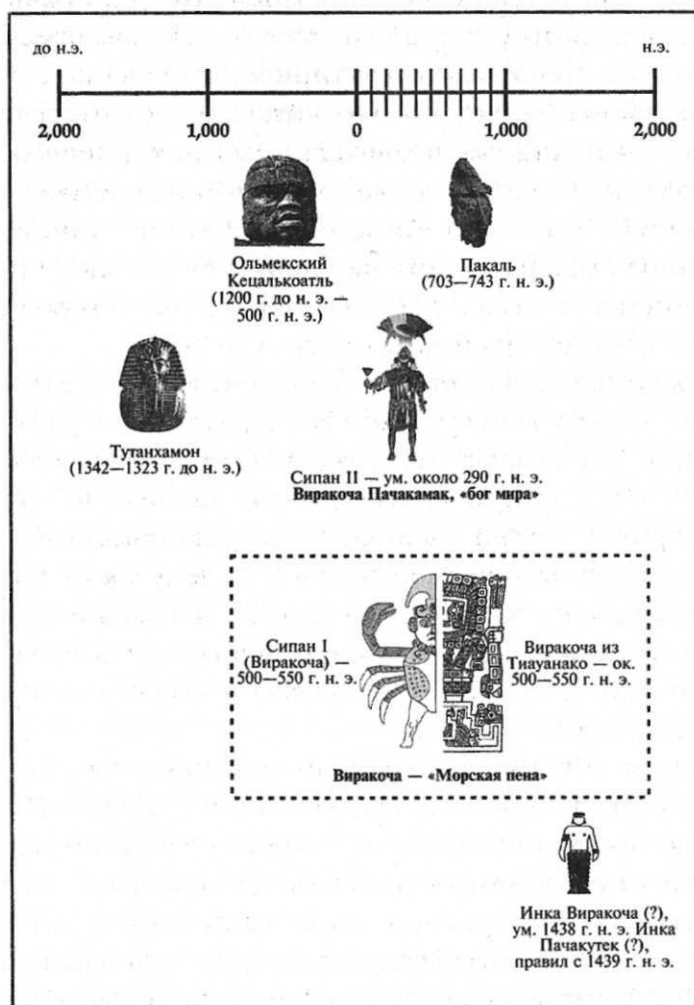 до н.э.
н.э.
2,000
1,000
0
1,000
2,000
Ольмекский
Кецалькоатль
(1200 г. до н. э. —
500 г. н. э.)
Пакаль
(703—743 г. н. э.)
Тутанхамон
(1342—1323 г. до н. э.)
Сипан II — ум. около 290 г. н. э.
Виракоча Пачакамак, «бог мира»
Сипан I
(Виракоча) —
500—550 г. н. э.
Виракоча из
Тиауанако — ок.
500—550 г. н. э.
Виракоча — «Морская пена»
Инка Виракоча (?),
ум. 1438 г. н. э. Инка
Пачакутек (?),
правил с 1439 г. н. э.